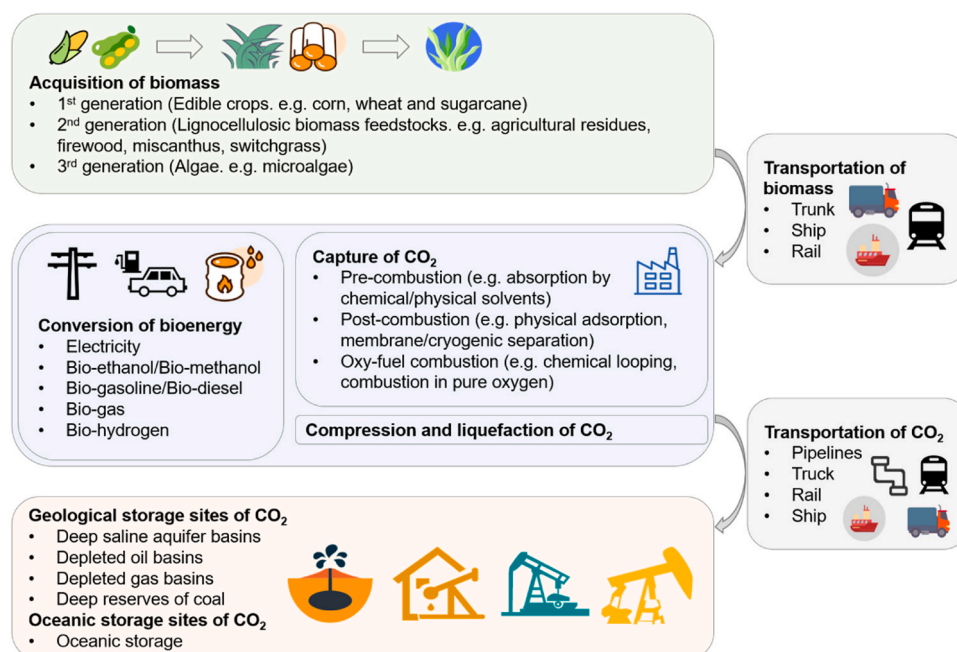 Acquisition of biomass
• 1st generation (Edible crops. e.g. corn, wheat and sugarcane)
• 2nd generation (Lignocellulosic biomass feedstocks. e.g. agricultural residues,
firewood, miscanthus, switchgrass)
• 3rd generation (Algae. e.g. microalgae)
Transportation of
biomass
• Trunk
• Ship
• Rail
Conversion of bioenergy
• Electricity
• Bio-ethanol/Bio-methanol
• Bio-gasoline/Bio-diesel
• Bio-gas
• Bio-hydrogen
Capture of CO₂
• Pre-combustion (e.g. absorption by
chemical/physical solvents)
• Post-combustion (e.g. physical adsorption,
membrane/cryogenic separation)
• Oxy-fuel combustion (e.g. chemical looping,
combustion in pure oxygen)
Compression and liquefaction of CO₂
Transportation of CO₂
• Pipelines
• Truck
• Rail
• Ship
Geological storage sites of CO₂
• Deep saline aquifer basins
• Depleted oil basins
• Depleted gas basins
• Deep reserves of coal
Oceanic storage sites of CO₂
• Oceanic storage